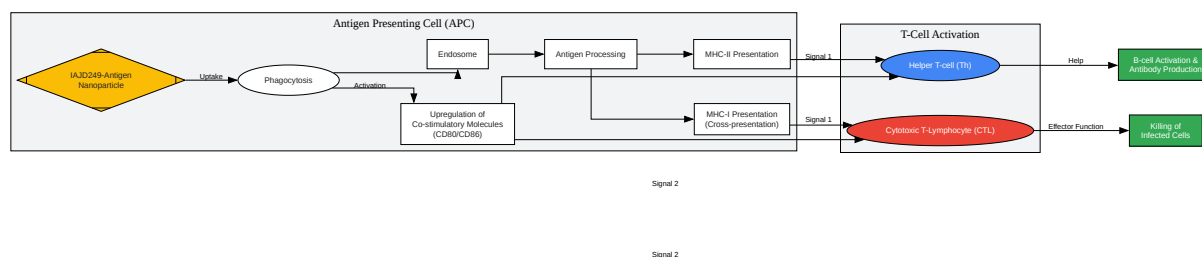 Antigen Presenting Cell (APC)
IAJD249-Antigen
Nanoparticle
Uptake
Phagocytosis
Activation
Endosome
Upregulation of
Co-stimulatory Molecules
(CD80/CD86)
Antigen Processing
MHC-II Presentation
MHC-I Presentation
(Cross-presentation)
Signal 1
Signal 1
T-Cell Activation
Helper T-cell (Th)
Cytotoxic T-Lymphocyte (CTL)
Help
Effector Function
B-cell Activation &
Antibody Production
Killing of
Infected Cells
Signal 2
Signal 2